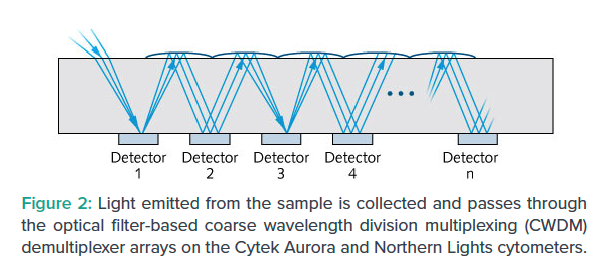 Detector Detector Detector Detector Detector
1 2 3 4 n
Figure 2: Light emitted from the sample is collected and passes through
the optical filter-based coarse wavelength division multiplexing (CWDM)
demultiplexer arrays on the Cytek Aurora and Northern Lights cytometers.